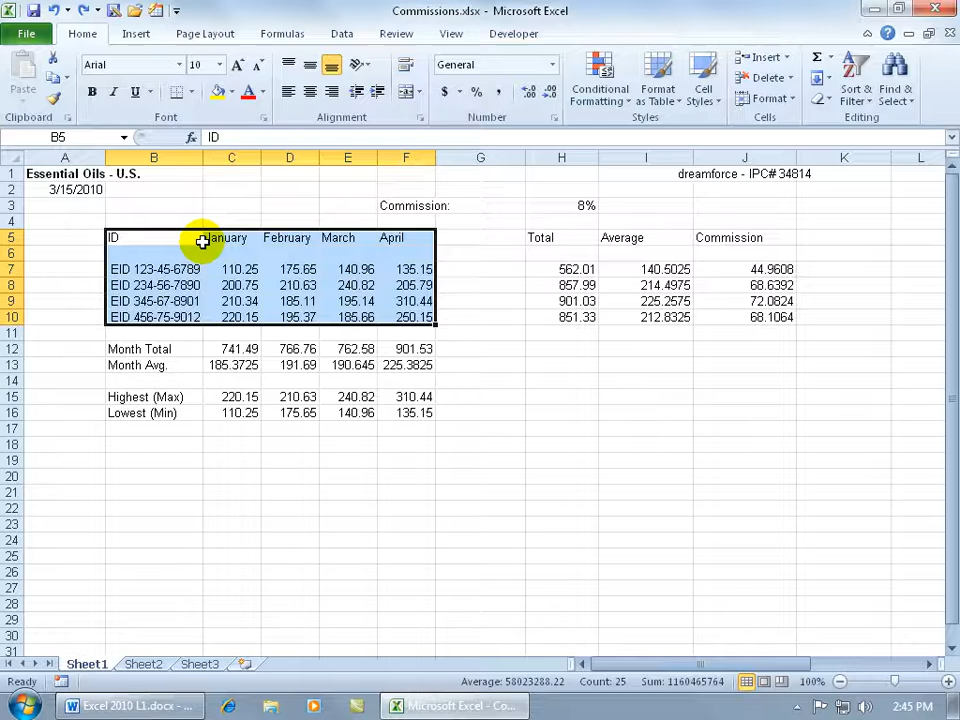 Commissions.xlsx - Microsoft Excel
File Home Insert Page Layout Formulas Data Review View Developer
Paste
Arial 10
B I U
General
$ % ,
Conditional Formatting
Format as Table
Cell Styles
Insert
Delete
Format
Σ
Sort & Filter
Find & Select
Clipboard Font Alignment Number Styles Cells Editing
B5 fx ID
A B C D E F G H I J K L
1 Essential Oils - U.S. dreamforce - IPC# 34814
2 3/15/2010
3 Commission: 8%
4
5 ID January February March April Total Average Commission
6
7 EID 123-45-6789 110.25 175.65 140.96 135.15 562.01 140.5025 44.9608
8 EID 234-56-7890 200.75 210.63 240.82 205.79 857.99 214.4975 68.6392
9 EID 345-67-8901 210.34 185.11 195.14 310.44 901.03 225.2575 72.0824
10 EID 456-75-9012 220.15 195.37 185.66 250.15 851.33 212.8325 68.1064
11
12 Month Total 741.49 766.76 762.58 901.53
13 Month Avg. 185.3725 191.69 190.645 225.3825
14
15 Highest (Max) 220.15 210.63 240.82 310.44
16 Lowest (Min) 110.25 175.65 140.96 135.15
17
18
19
20
21
22
23
24
25
26
27
28
29
30
31
Sheet1 Sheet2 Sheet3
Ready Average: 58023288.22 Count: 25 Sum: 1160465764 100%
Excel 2010 L1.docx - ... Microsoft Excel - Co... 2:45 PM